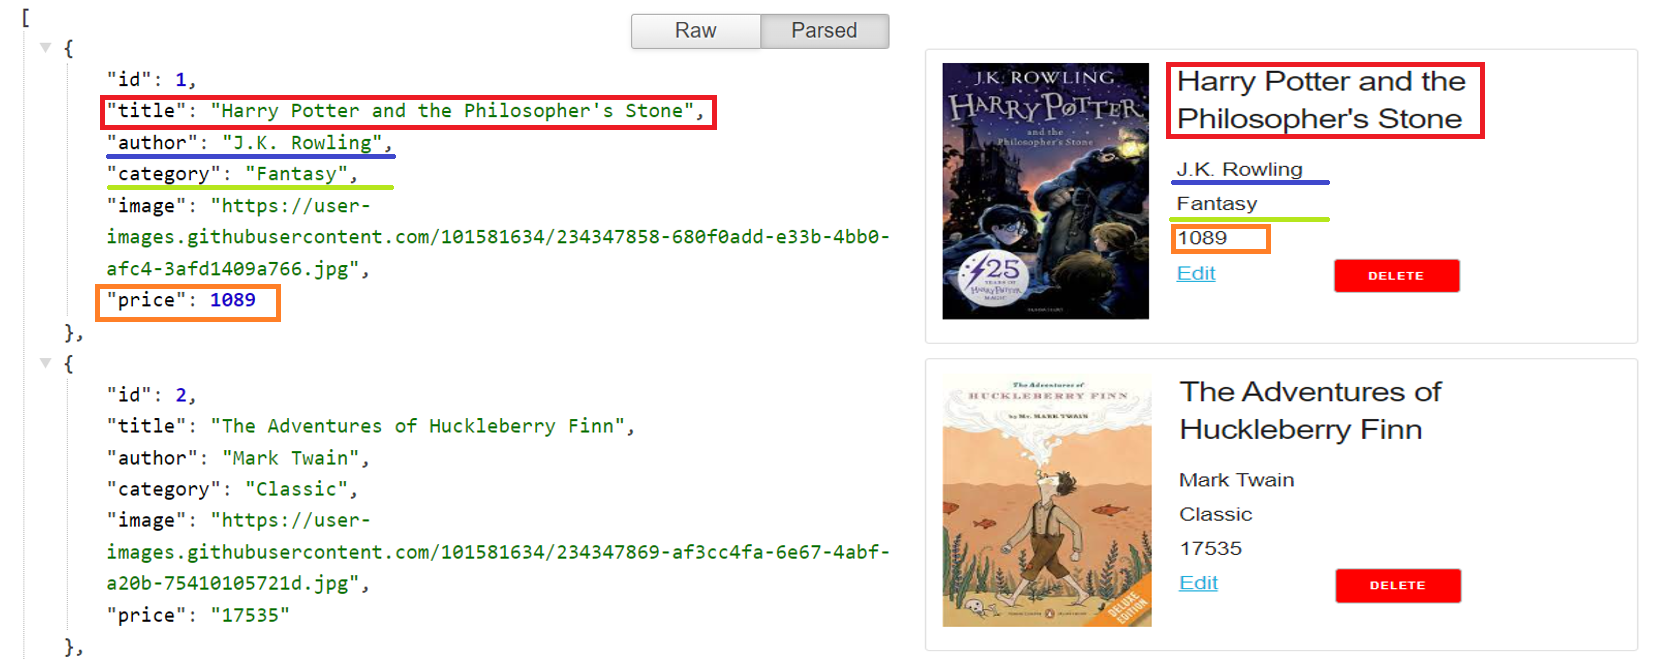 [
{
"id": 1,
"title": "Harry Potter and the Philosopher's Stone",
"author": "J.K. Rowling",
"category": "Fantasy",
"image": "https://user-
images.githubusercontent.com/101581634/234347858-680f0add-e33b-4bb0-
afc4-3afd1409a766.jpg",
"price": 1089
},
{
"id": 2,
"title": "The Adventures of Huckleberry Finn",
"author": "Mark Twain",
"category": "Classic",
"image": "https://user-
images.githubusercontent.com/101581634/234347869-af3cc4fa-6e67-4abf-
a20b-75410105721d.jpg",
"price": "17535"
},
Raw Parsed
J.K. ROWLING
HARRY POTTER
and the
Philosopher's Stone
25
YEARS OF
HARRY POTTER
MAGIC
Harry Potter and the
Philosopher's Stone
J.K. Rowling
Fantasy
1089
Edit DELETE
The Adventures of
HUCKLEBERRY FINN
by Mr. MARK TWAIN
DELUXE
EDITION
The Adventures of
Huckleberry Finn
Mark Twain
Classic
17535
Edit DELETE